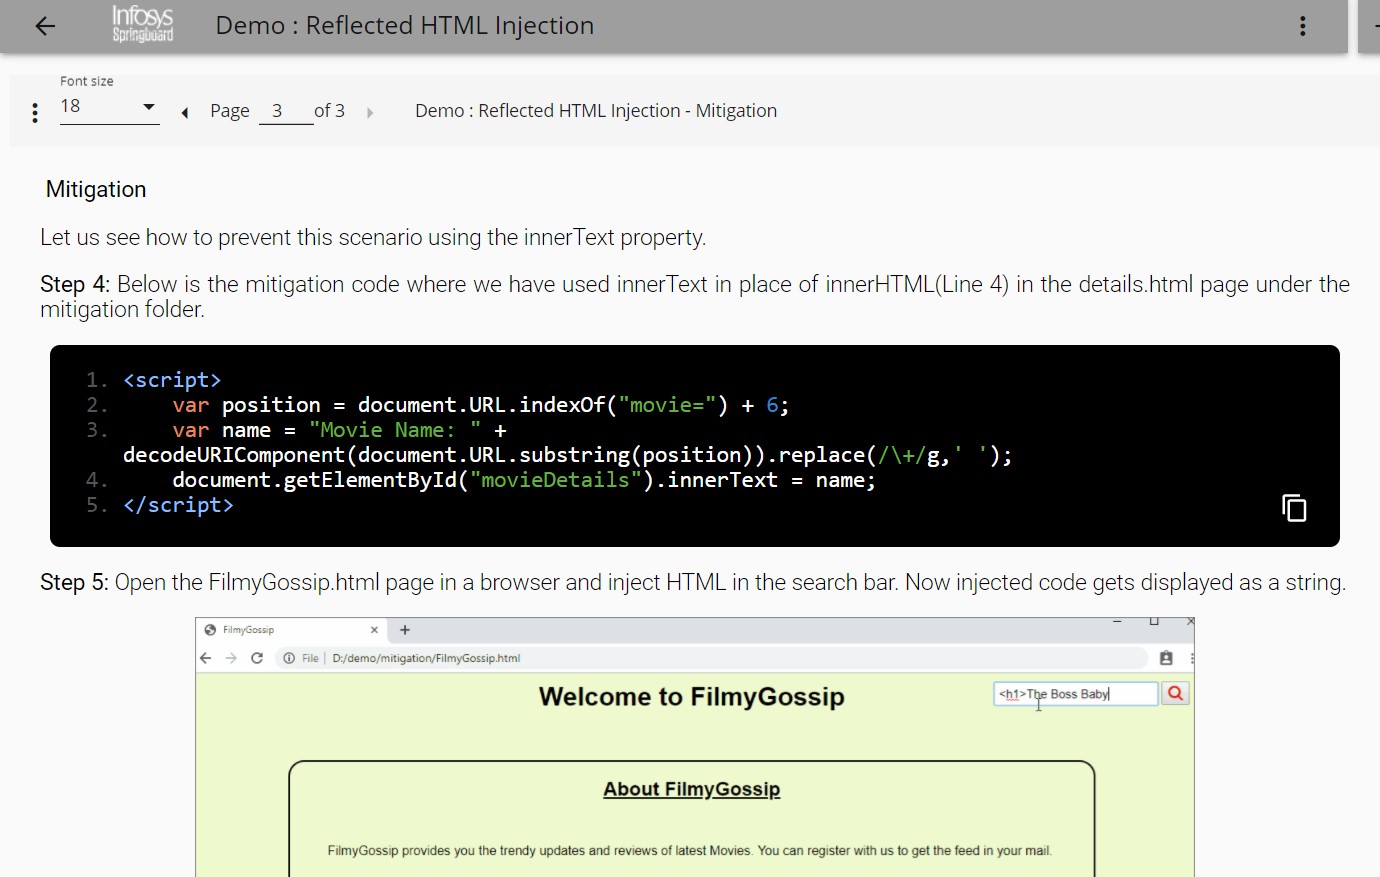 Infosys
Springboard
Demo : Reflected HTML Injection
Font size
18
Page 3 of 3
Demo : Reflected HTML Injection - Mitigation
Mitigation
Let us see how to prevent this scenario using the innerText property.
Step 4: Below is the mitigation code where we have used innerText in place of innerHTML(Line 4) in the details.html page under the
mitigation folder.
1. <script>
2. var position = document.URL.indexOf("movie=") + 6;
3. var name = "Movie Name: " +
decodeURIComponent(document.URL.substring(position)).replace(/\+/g,' ');
4. document.getElementById("movieDetails").innerText = name;
5. </script>
Step 5: Open the FilmyGossip.html page in a browser and inject HTML in the search bar. Now injected code gets displayed as a string.
FilmyGossip
File | D:/demo/mitigation/FilmyGossip.html
Welcome to FilmyGossip
<h1>The Boss Baby
About FilmyGossip
FilmyGossip provides you the trendy updates and reviews of latest Movies. You can register with us to get the feed in your mail.